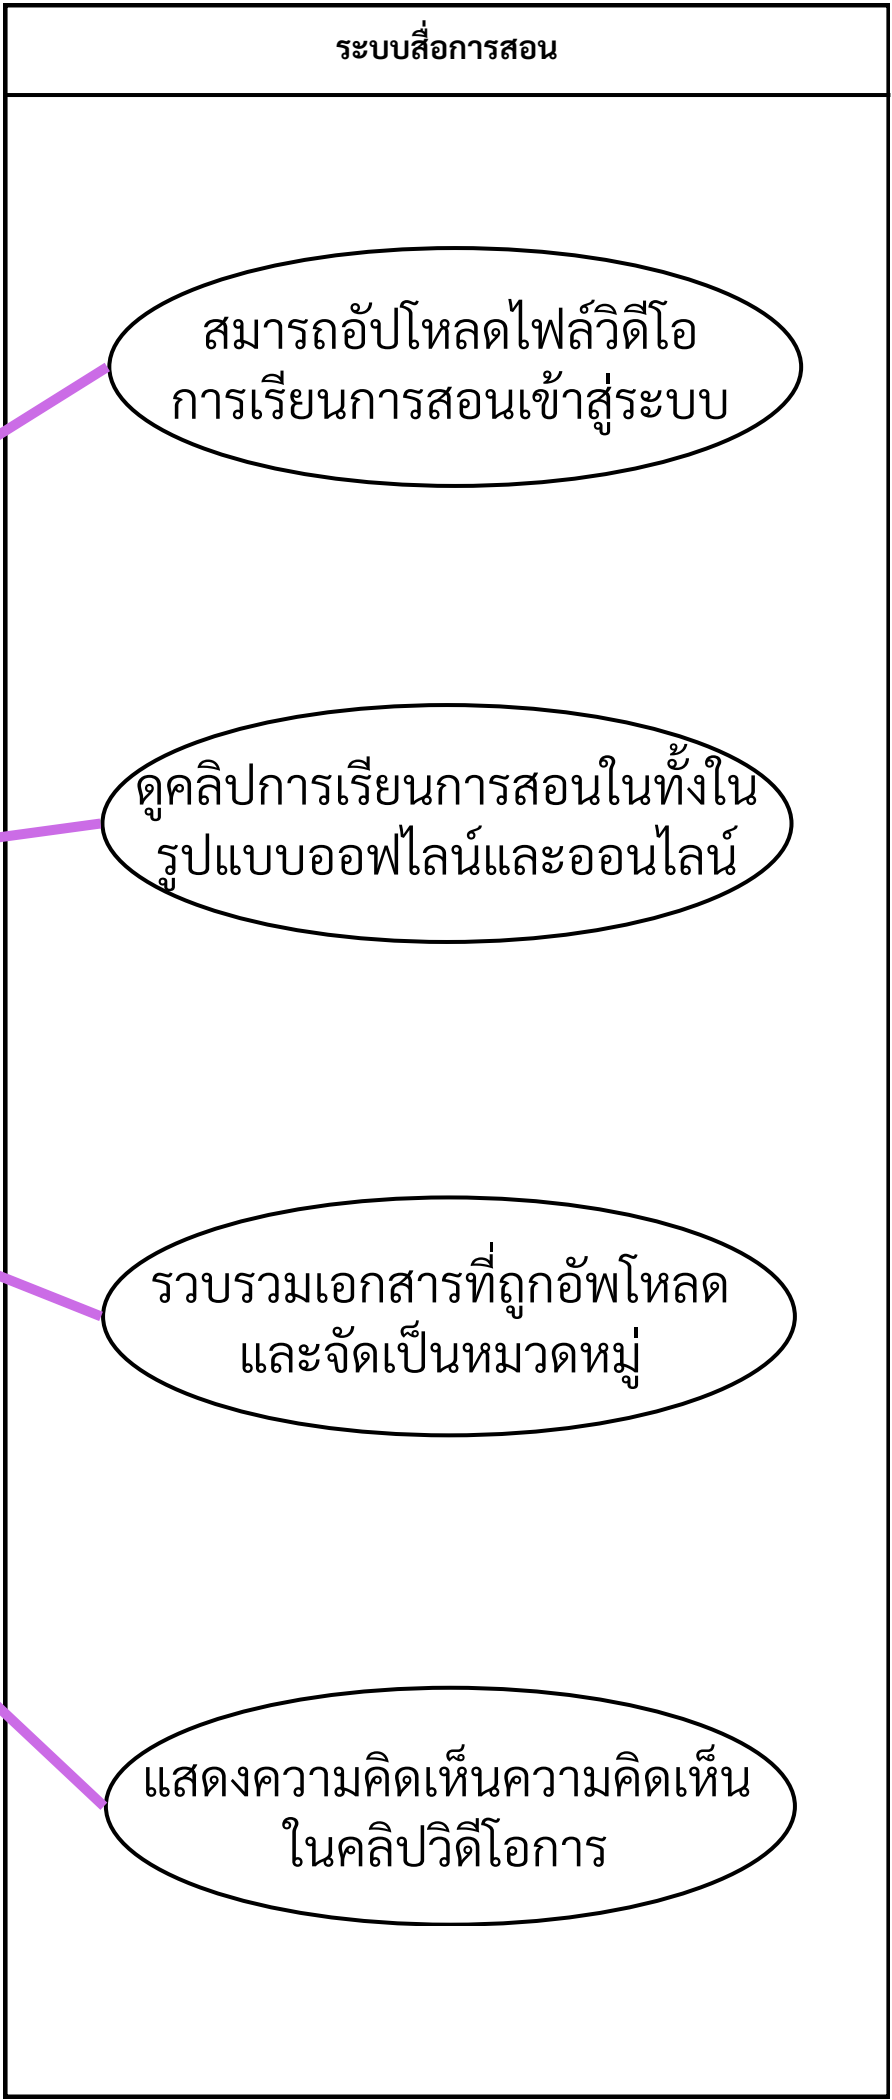 ระบบสื่อการสอน
สมารถอัปโหลดไฟล์วิดีโอ
การเรียนการสอนเข้าสู่ระบบ
ดูคลิปการเรียนการสอนในทั้งใน
รูปแบบออฟไลน์และออนไลน์
รวบรวมเอกสารที่ถูกอัพโหลด
และจัดเป็นหมวดหมู่
แสดงความคิดเห็นความคิดเห็น
ในคลิปวิดีโอการ